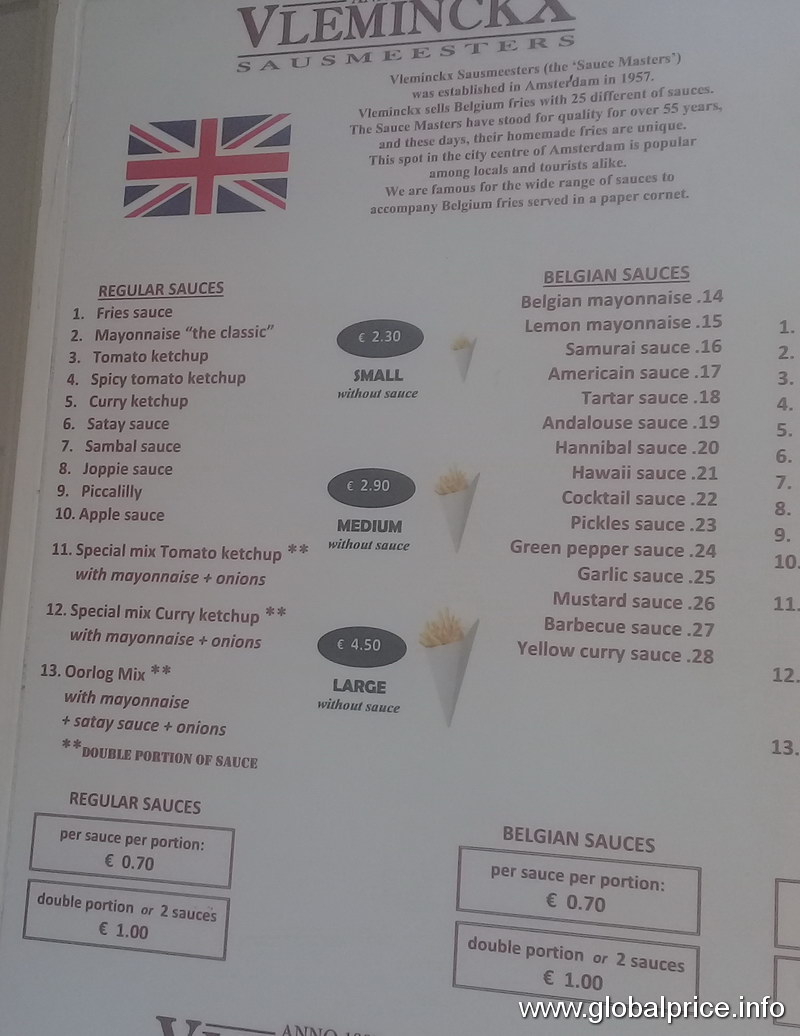 VLEMINCKX
SAUSMEESTERS
Vleminckx Sausmeesters (the 'Sauce Masters')
was established in Amsterdam in 1957.
Vleminckx sells Belgium fries with 25 different of sauces.
The Sauce Masters have stood for quality for over 55 years,
and these days, their homemade fries are unique.
This spot in the city centre of Amsterdam is popular
among locals and tourists alike.
We are famous for the wide range of sauces to
accompany Belgium fries served in a paper cornet.
REGULAR SAUCES
1. Fries sauce
2. Mayonnaise "the classic"
3. Tomato ketchup
4. Spicy tomato ketchup
5. Curry ketchup
6. Satay sauce
7. Sambal sauce
8. Joppie sauce
9. Piccalilly
10. Apple sauce
11. Special mix Tomato ketchup **
with mayonnaise + onions
12. Special mix Curry ketchup **
with mayonnaise + onions
13. Oorlog Mix **
with mayonnaise
+ satay sauce + onions
**DOUBLE PORTION OF SAUCE
€ 2.30
SMALL
without sauce
€ 2.90
MEDIUM
without sauce
€ 4.50
LARGE
without sauce
BELGIAN SAUCES
Belgian mayonnaise .14
Lemon mayonnaise .15
Samurai sauce .16
Americain sauce .17
Tartar sauce .18
Andalouse sauce .19
Hannibal sauce .20
Hawaii sauce .21
Cocktail sauce .22
Pickles sauce .23
Green pepper sauce .24
Garlic sauce .25
Mustard sauce .26
Barbecue sauce .27
Yellow curry sauce .28
1.
2.
3.
4.
5.
6.
7.
8.
9.
10.
11.
12.
13.
REGULAR SAUCES
per sauce per portion:
€ 0.70
double portion or 2 sauces
€ 1.00
BELGIAN SAUCES
per sauce per portion:
€ 0.70
double portion or 2 sauces
€ 1.00
ANNO
www.globalprice.info